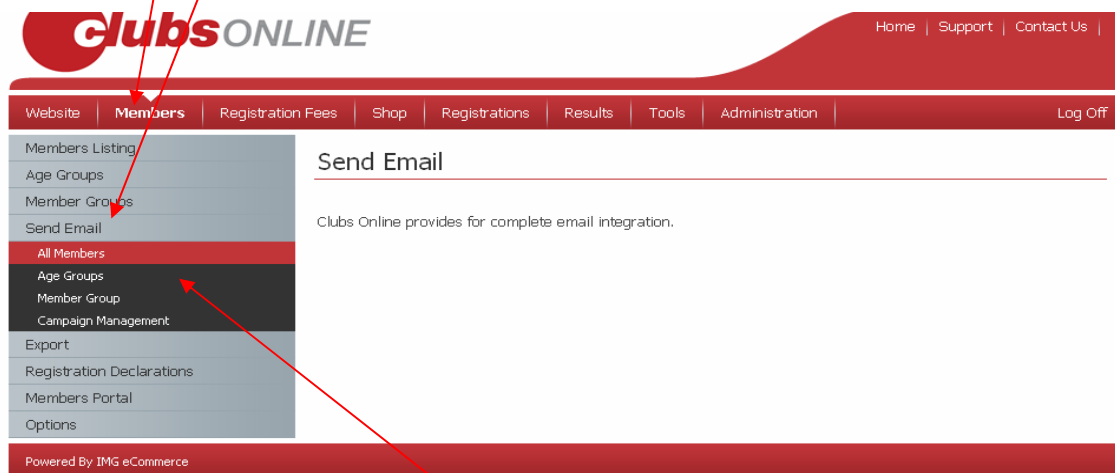 clubsONLINE
Home | Support | Contact Us |
Website Members Registration Fees Shop Registrations Results Tools Administration Log Off
Members Listing
Age Groups
Member Groups
Send Email
All Members
Age Groups
Member Group
Campaign Management
Export
Registration Declarations
Members Portal
Options
Send Email
Clubs Online provides for complete email integration.
Powered By IMG eCommerce